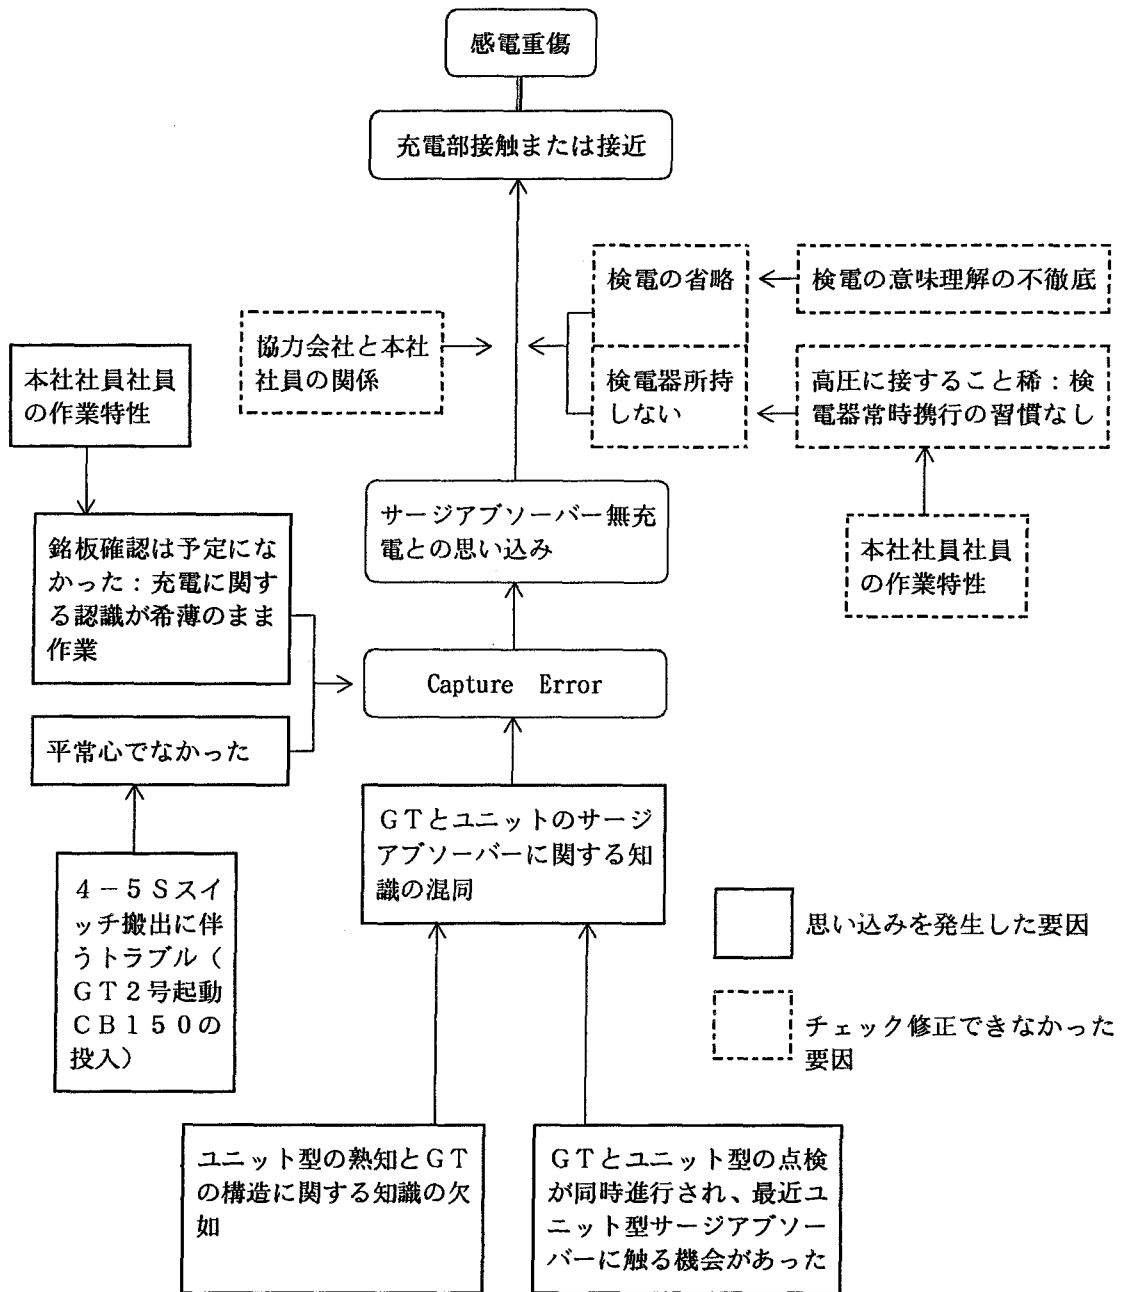 感電重傷
充電部接触または接近
検電の省略
検電の意味理解の不徹底
協力会社と本社
社員の関係
検電器所持
しない
高圧に接すること稀：検
電器常時携行の習慣なし
本社社員社員
の作業特性
サージアブソーバー無充
電との思い込み
本社社員社員
の作業特性
銘板確認は予定にな
かった：充電に関す
る認識が希薄のまま
作業
Capture Error
平常心でなかった
GTとユニットのサージ
アブソーバーに関する知
識の混同
4－5Sスイ
ッチ搬出に伴
うトラブル（
GT2号起動
CB150の
投入）
思い込みを発生した要因
チェック修正できなかった
要因
ユニット型の熟知とGT
の構造に関する知識の欠
如
GTとユニット型の点検
が同時進行され、最近ユ
ニット型サージアブソー
バーに触る機会があった